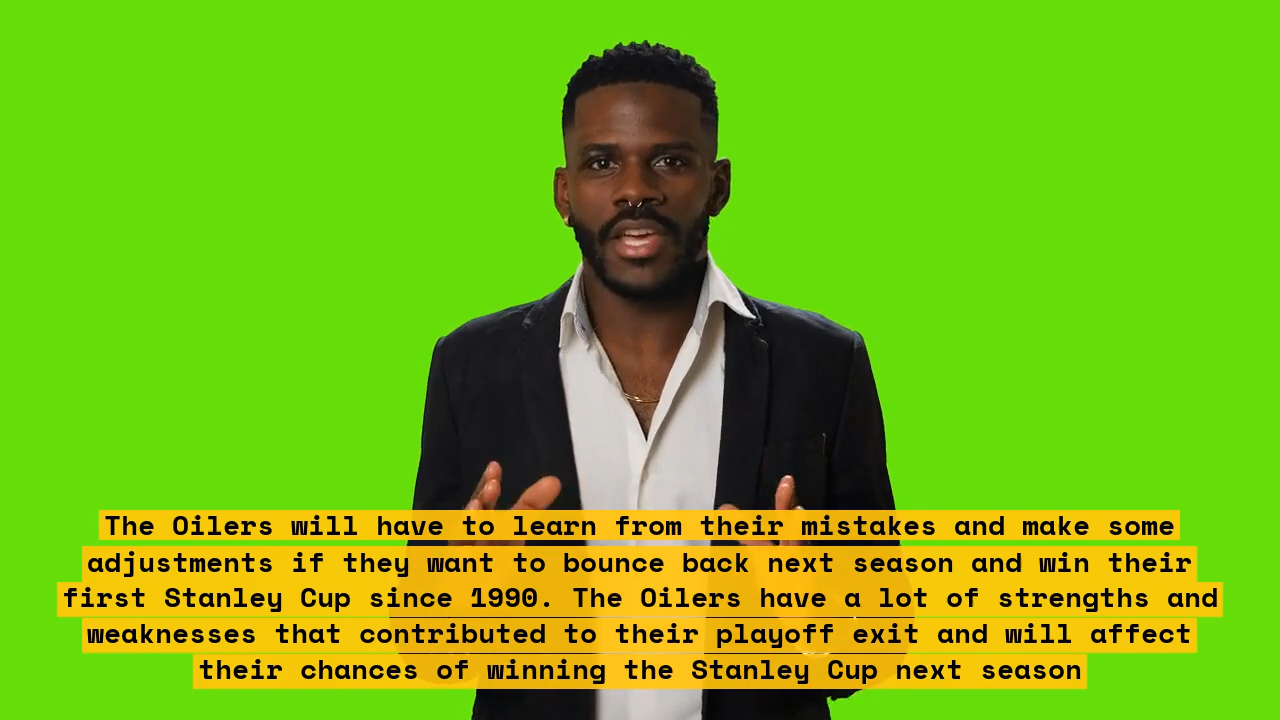 The Oilers will have to learn from their mistakes and make some
adjustments if they want to bounce back next season and win their
first Stanley Cup since 1990. The Oilers have a lot of strengths and
weaknesses that contributed to their playoff exit and will affect
their chances of winning the Stanley Cup next season